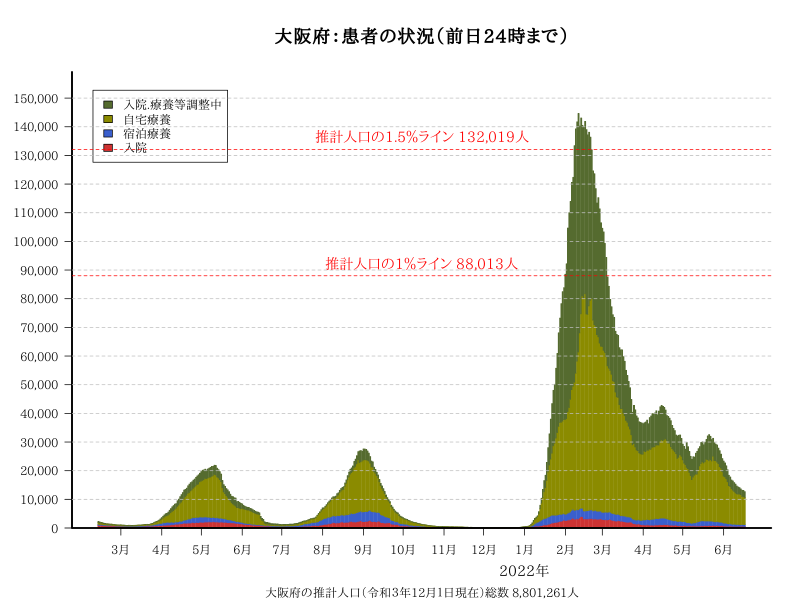 大阪府：患者の状況（前日24時まで）
150,000
140,000
130,000
120,000
110,000
100,000
90,000
80,000
70,000
60,000
50,000
40,000
30,000
20,000
10,000
0
入院.療養等調整中
自宅療養
宿泊療養
入院
推計人口の1.5%ライン 132,019人
推計人口の1%ライン 88,013人
3月 4月 5月 6月 7月 8月 9月 10月 11月 12月 1月 2月 3月 4月 5月 6月
2022年
大阪府の推計人口（令和3年12月1日現在）総数 8,801,261人